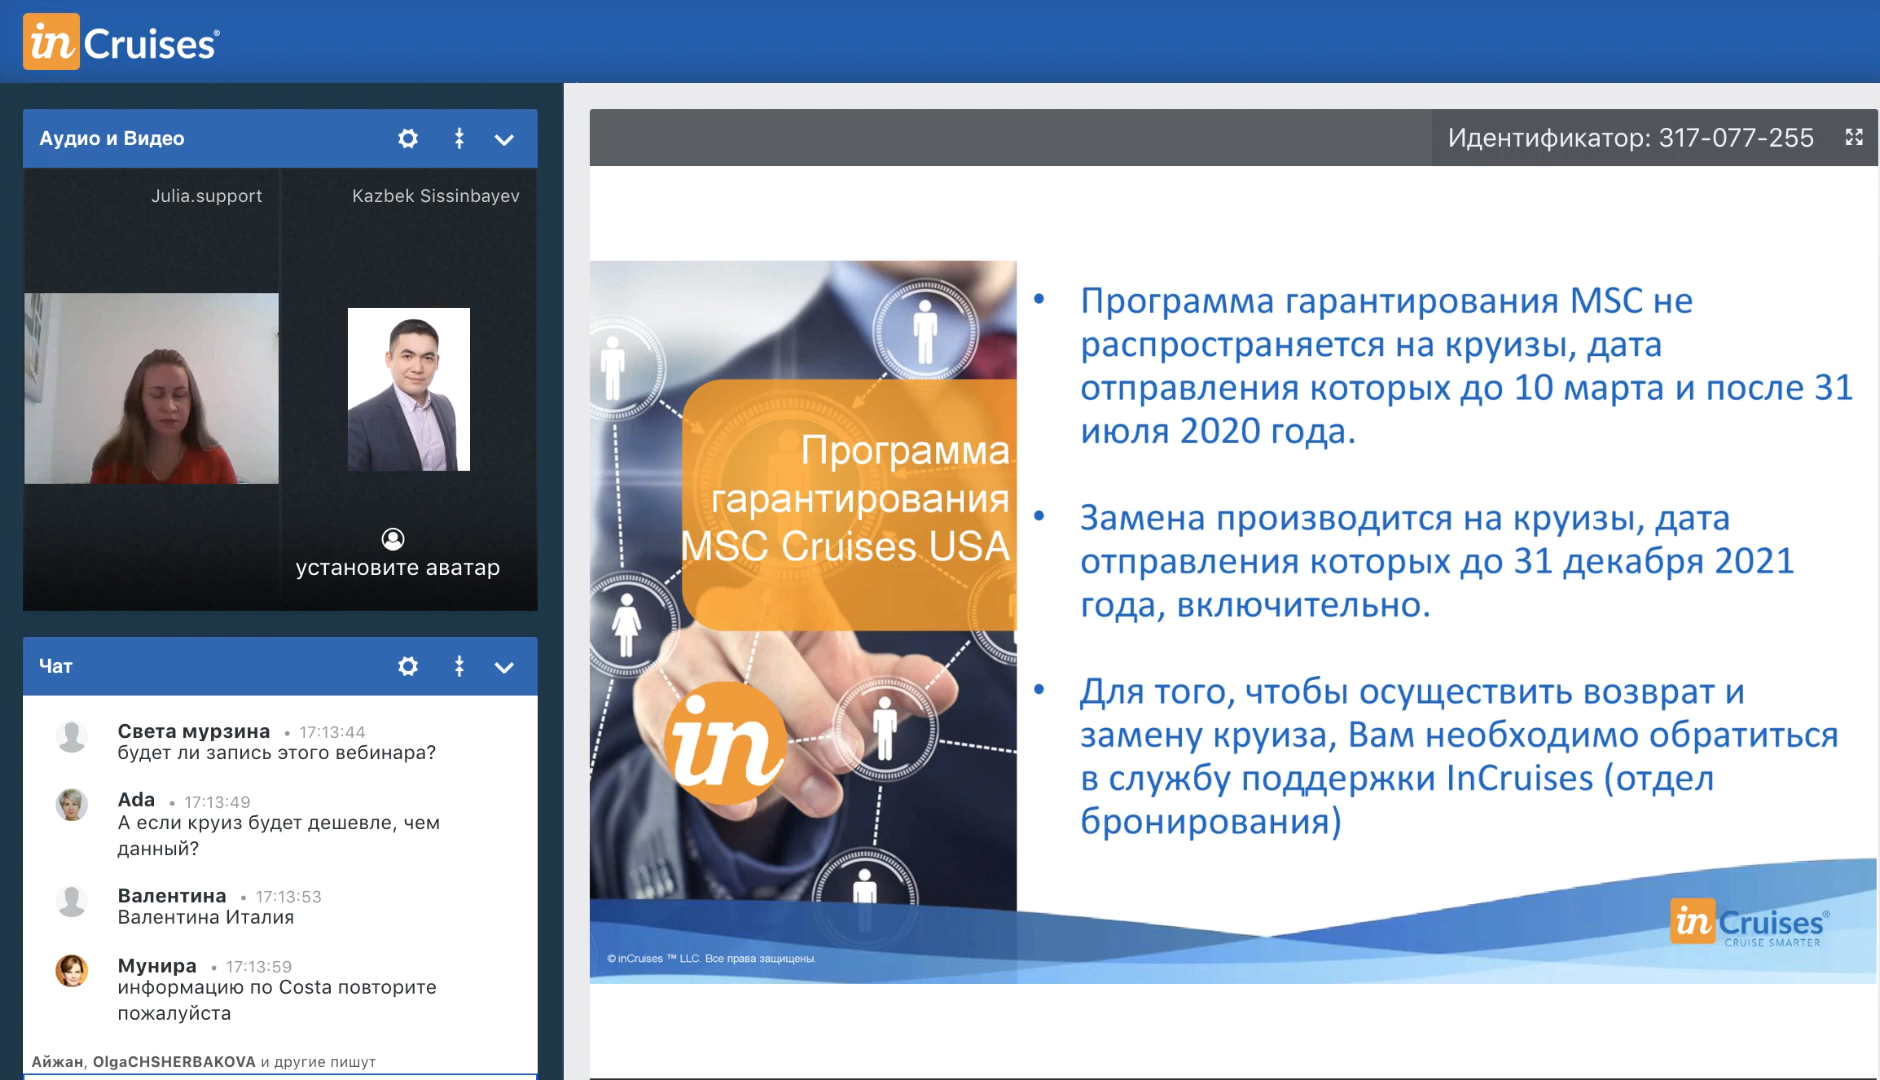 in Cruises®
Аудио и Видео
Julia.support
Kazbek Sissinbayev
установите аватар
Чат
Света мурзина • 17:13:44
будет ли запись этого вебинара?
Ada • 17:13:49
А если круиз будет дешевле, чем
данный?
Валентина • 17:13:53
Валентина Италия
Мунира • 17:13:59
информацию по Costa повторите
пожалуйста
Айжан, OlgaCHSHERBAKOVA и другие пишут
Идентификатор: 317-077-255
Программа
гарантирования
MSC Cruises USA
in
• Программа гарантирования MSC не
распространяется на круизы, дата
отправления которых до 10 марта и после 31
июля 2020 года.
• Замена производится на круизы, дата
отправления которых до 31 декабря 2021
года, включительно.
• Для того, чтобы осуществить возврат и
замену круиза, Вам необходимо обратиться
в службу поддержки InCruises (отдел
бронирования)
in Cruises®
CRUISE SMARTER
© inCruises ™ LLC. Все права защищены.